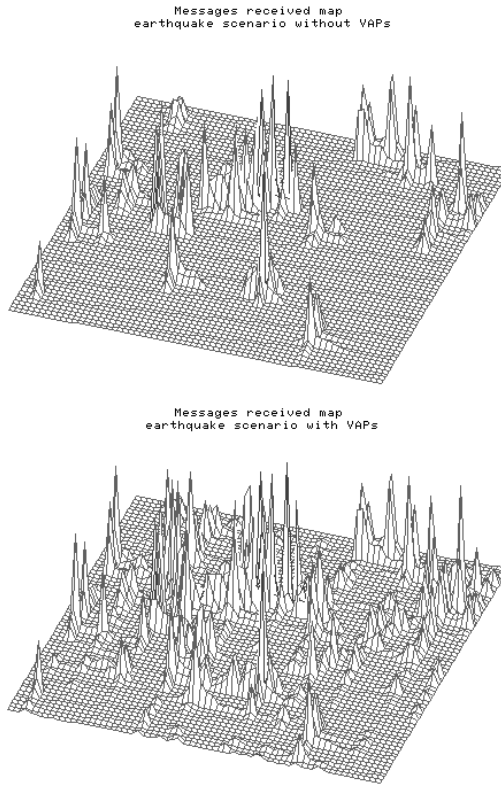 Messages received map
earthquake scenario without VAPs
Messages received map
earthquake scenario with VAPs